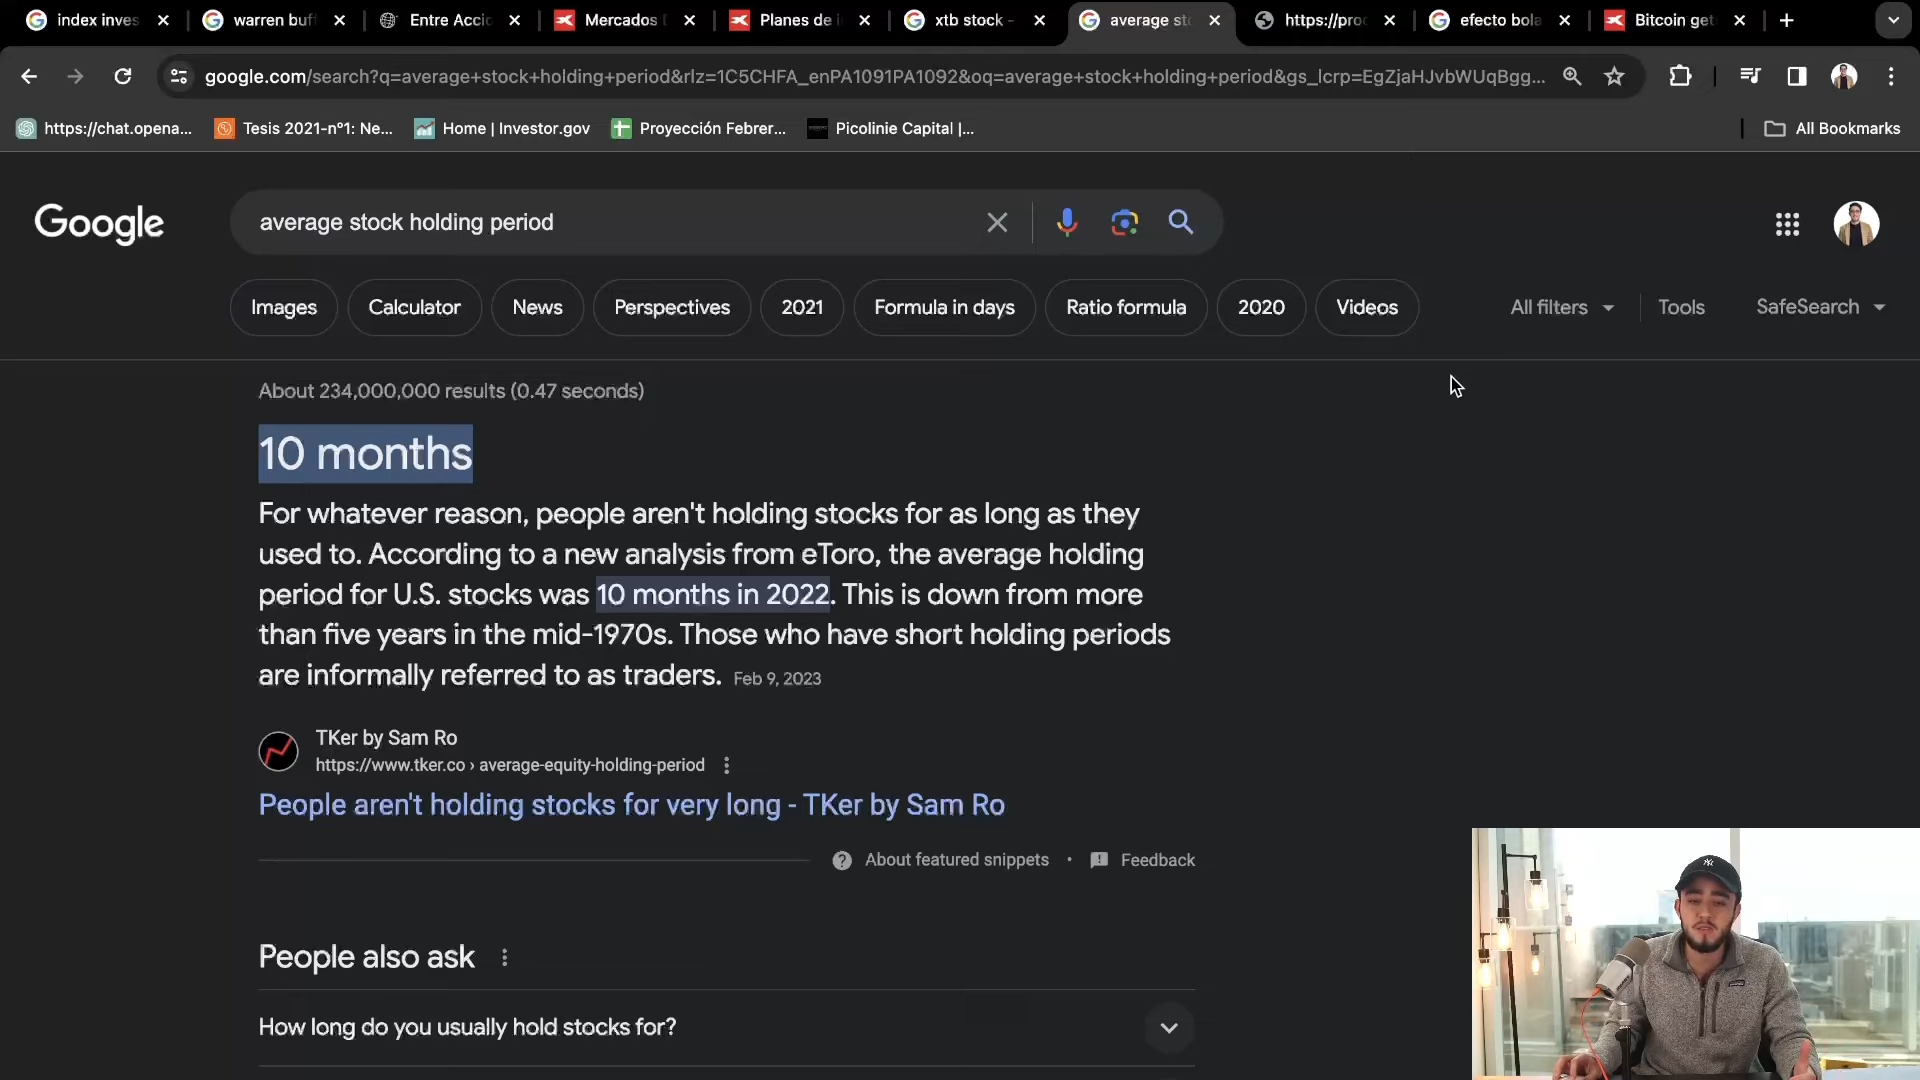 index inves
warren buf
Entre Accio
Mercados
Planes de i
xtb stock -
average st
https://pro
efecto bola
Bitcoin get
google.com/search?q=average+stock+holding+period&rlz=1C5CHFA_enPA1091PA1092&oq=average+stock+holding+period&gs_lcrp=EgZjaHJvbWUqBgg...
https://chat.opena...
Tesis 2021-nº1: Ne...
Home | Investor.gov
Proyección Febrer...
Picolinie Capital |...
All Bookmarks
Google
average stock holding period
Images
Calculator
News
Perspectives
2021
Formula in days
Ratio formula
2020
Videos
All filters
Tools
SafeSearch
About 234,000,000 results (0.47 seconds)
10 months
For whatever reason, people aren't holding stocks for as long as they
used to. According to a new analysis from eToro, the average holding
period for U.S. stocks was 10 months in 2022. This is down from more
than five years in the mid-1970s. Those who have short holding periods
are informally referred to as traders. Feb 9, 2023
TKer by Sam Ro
https://www.tker.co › average-equity-holding-period
People aren't holding stocks for very long - TKer by Sam Ro
About featured snippets • Feedback
People also ask
How long do you usually hold stocks for?